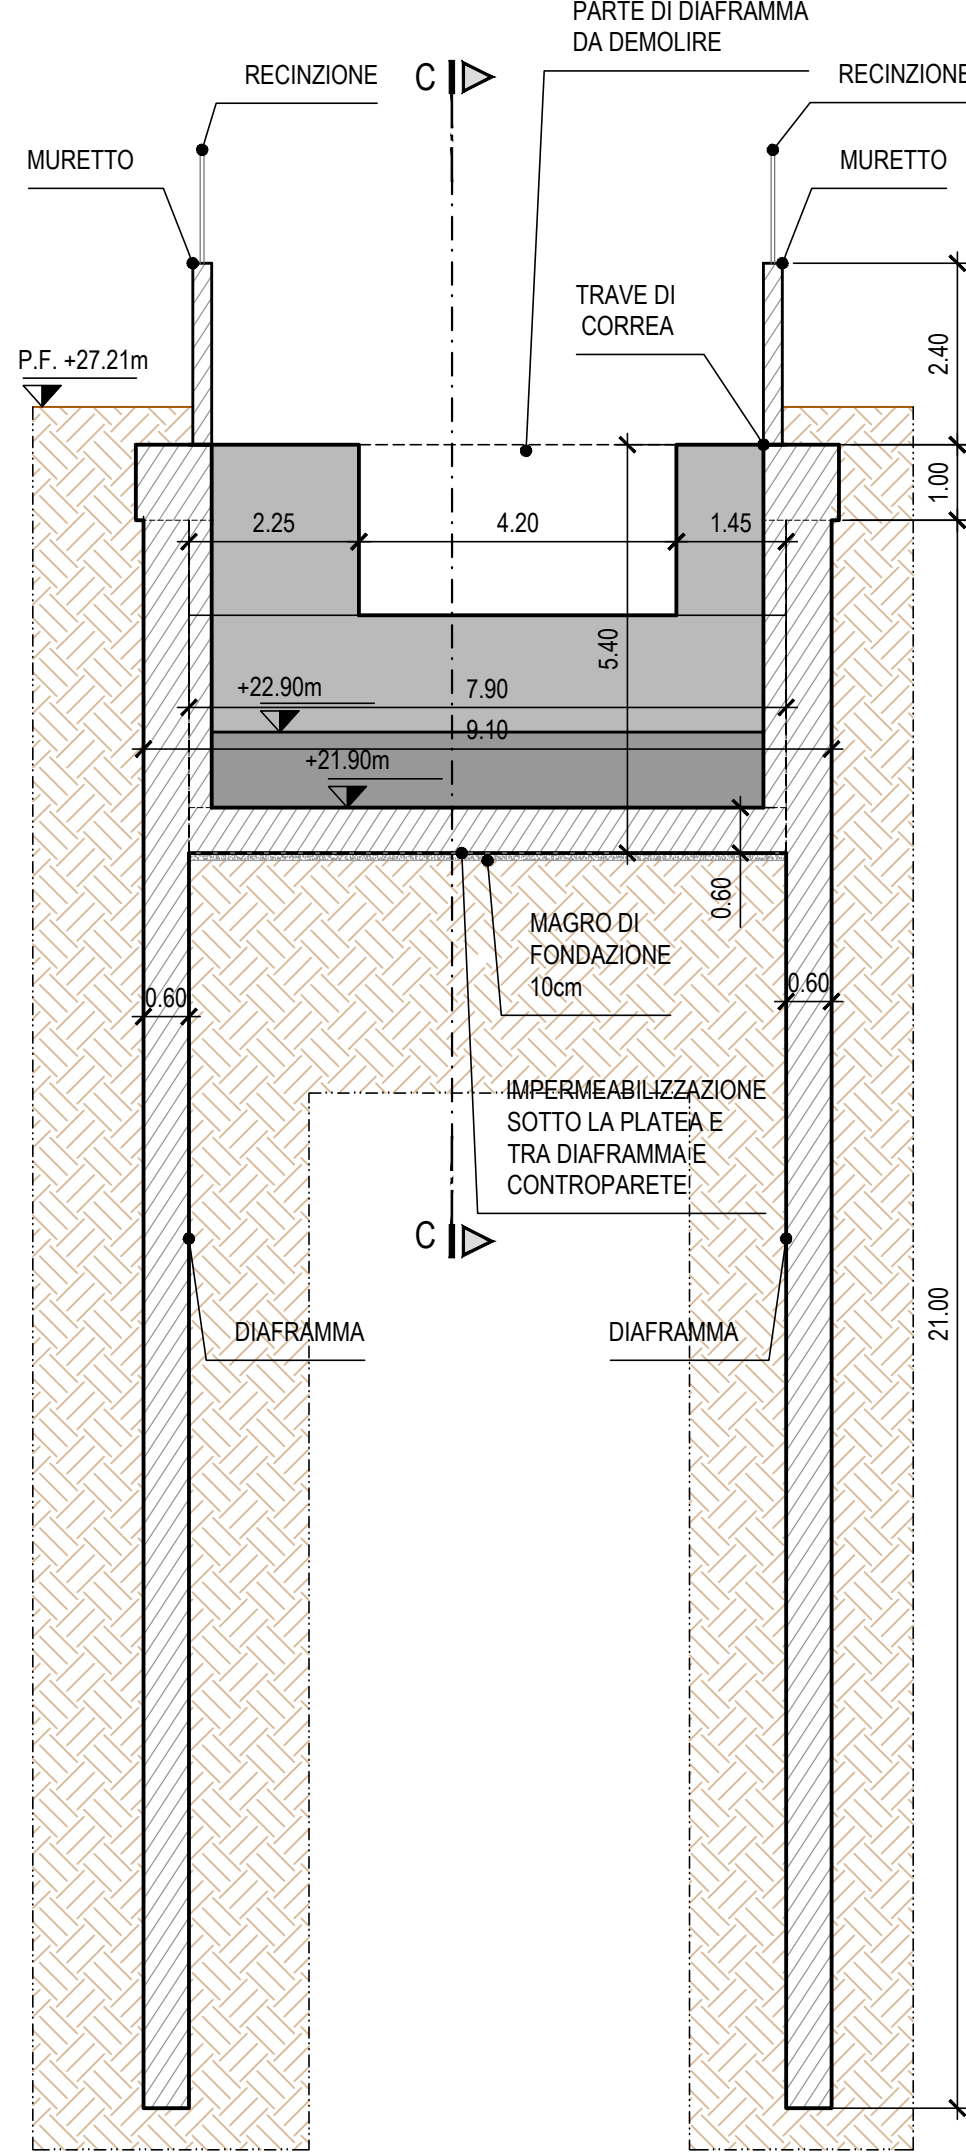 PARTE DI DIAFRAMMA
DA DEMOLIRE
RECINZIONE
C
RECINZIONE
MURETTO
MURETTO
TRAVE DI
CORREA
P.F. +27.21m
2.40
1.00
2.25
4.20
1.45
5.40
+22.90m
7.90
9.10
+21.90m
0.60
MAGRO DI
FONDAZIONE
10cm
0.60
0.60
IMPERMEABILIZZAZIONE
SOTTO LA PLATEA E
TRA DIAFRAMMA E
CONTROPARETE
C
DIAFRAMMA
DIAFRAMMA
21.00